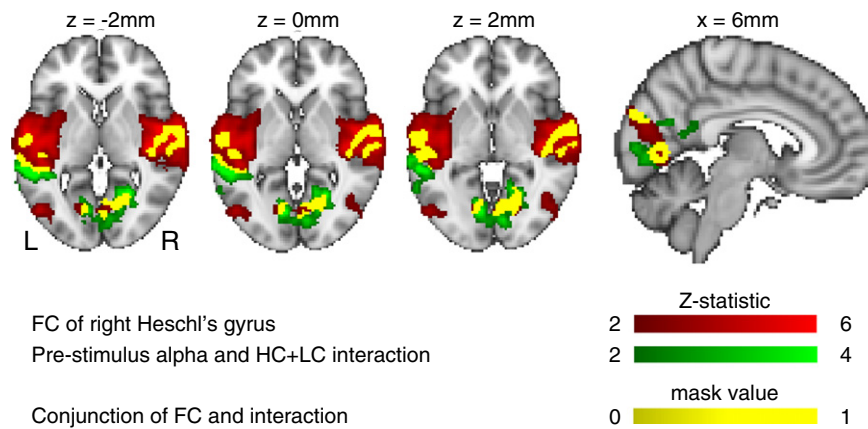 z = -2mm z = 0mm z = 2mm x = 6mm
L R
Z-statistic
FC of right Heschl's gyrus 2 6
Pre-stimulus alpha and HC+LC interaction 2 4
mask value
Conjunction of FC and interaction 0 1